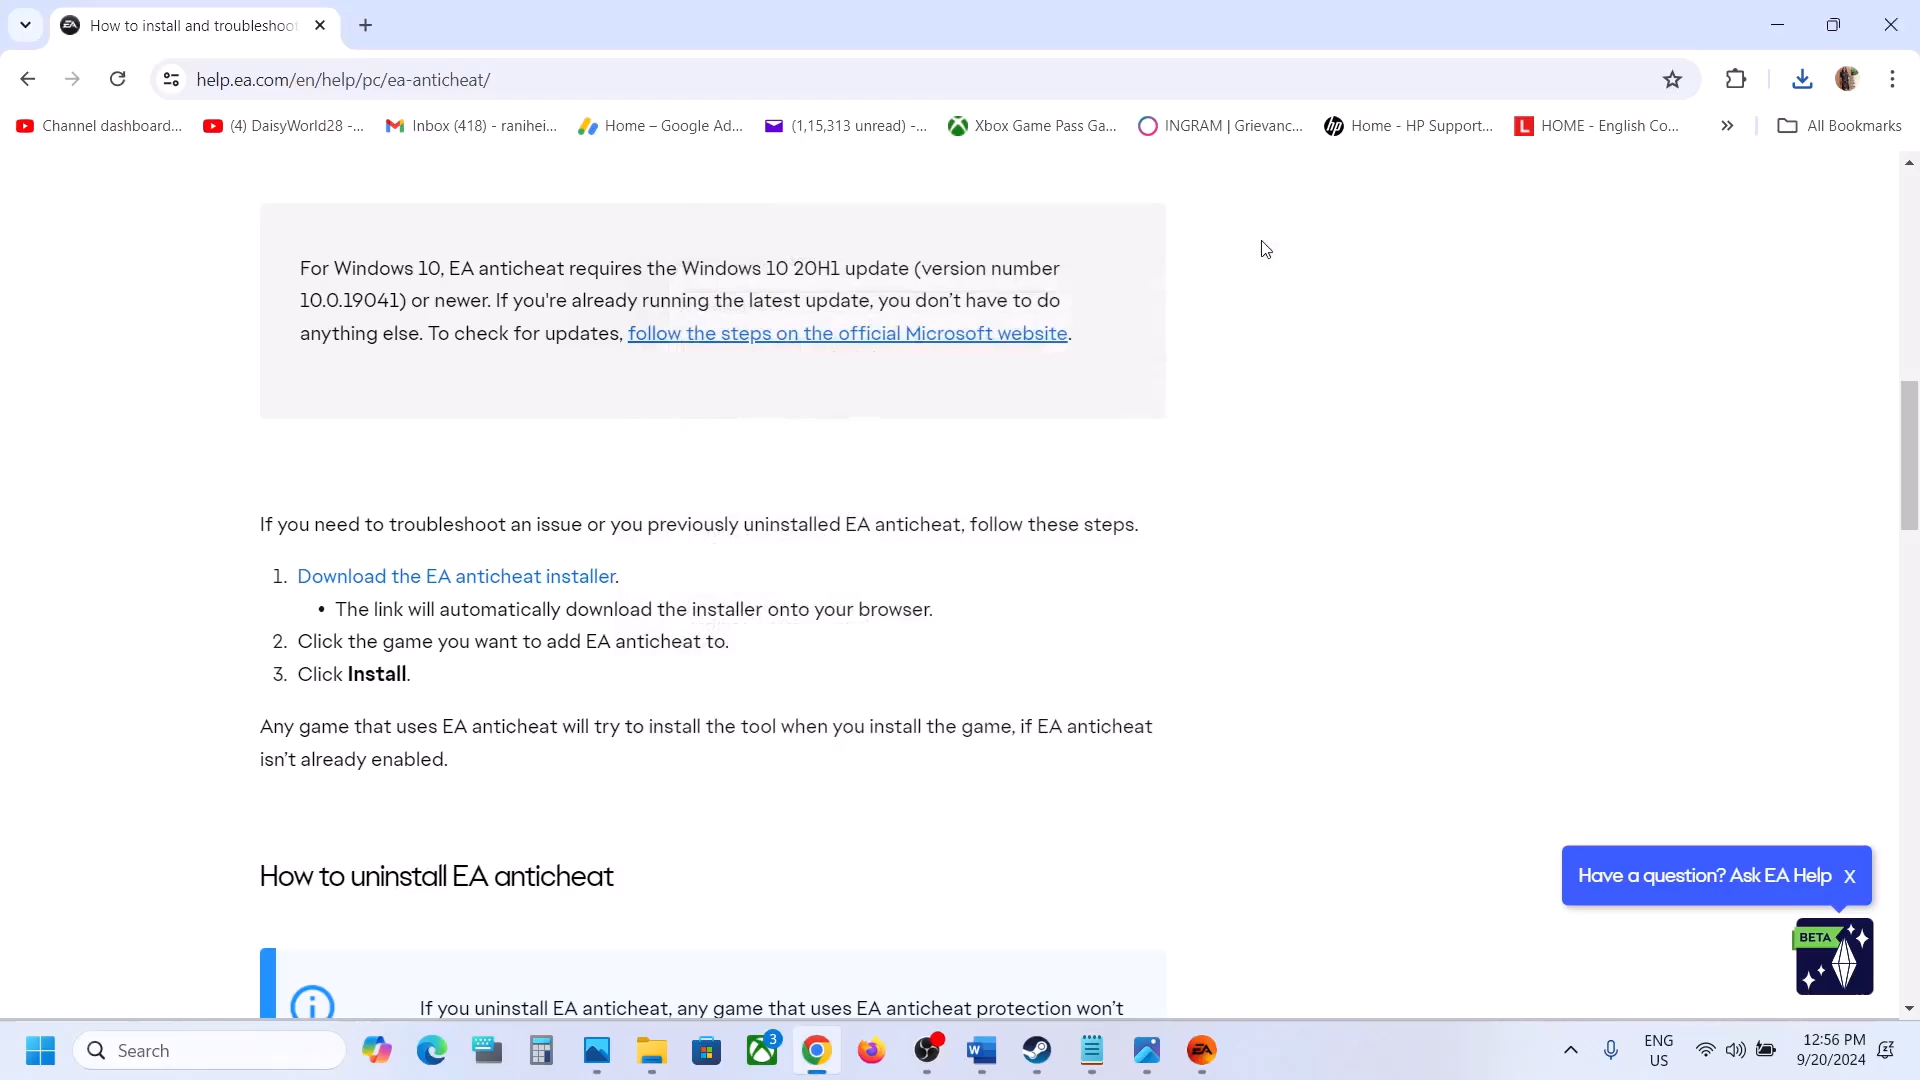 How to install and troubleshoot
help.ea.com/en/help/pc/ea-anticheat/
Channel dashboard...
(4) DaisyWorld28 -...
Inbox (418) - ranihei...
Home – Google Ad...
(1,15,313 unread) -...
Xbox Game Pass Ga...
INGRAM | Grievanc...
Home - HP Support...
HOME - English Co...
All Bookmarks
For Windows 10, EA anticheat requires the Windows 10 20H1 update (version number
10.0.19041) or newer. If you're already running the latest update, you don’t have to do
anything else. To check for updates, follow the steps on the official Microsoft website.
If you need to troubleshoot an issue or you previously uninstalled EA anticheat, follow these steps.
1. Download the EA anticheat installer.
• The link will automatically download the installer onto your browser.
2. Click the game you want to add EA anticheat to.
3. Click Install.
Any game that uses EA anticheat will try to install the tool when you install the game, if EA anticheat
isn’t already enabled.
How to uninstall EA anticheat
Have a question? Ask EA Help X
BETA
If you uninstall EA anticheat, any game that uses EA anticheat protection won’t
Search
3
ENG
US
12:56 PM
9/20/2024